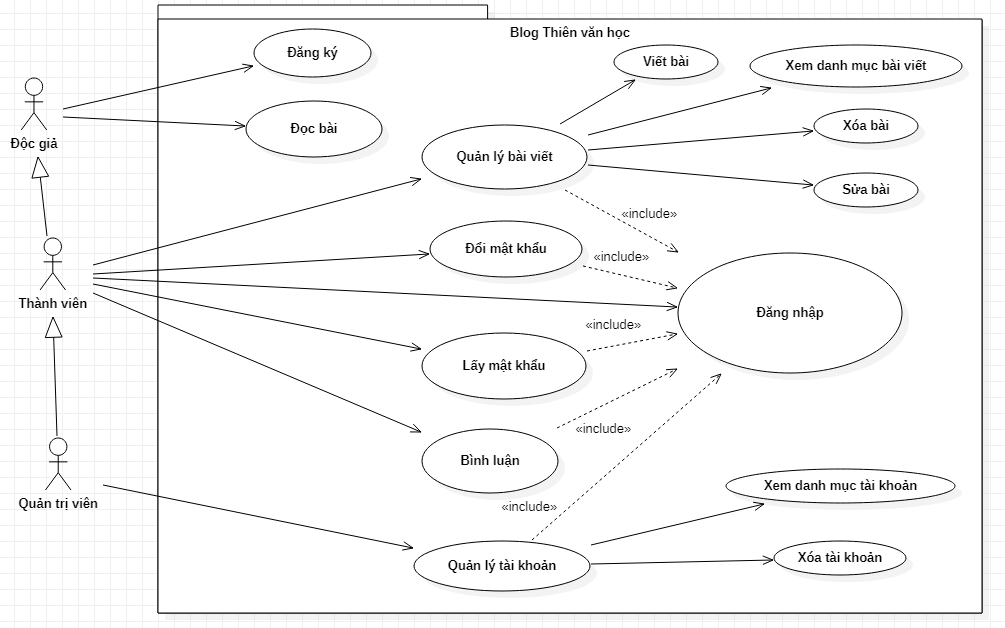 Blog Thiên văn học
Đăng ký
Viết bài
Xem danh mục bài viết
Đọc bài
Xóa bài
Độc giả
Quản lý bài viết
Sửa bài
«include»
Đổi mật khẩu
«include»
Thành viên
Đăng nhập
«include»
Lấy mật khẩu
«include»
Bình luận
Xem danh mục tài khoản
Quản trị viên
«include»
Quản lý tài khoản
Xóa tài khoản